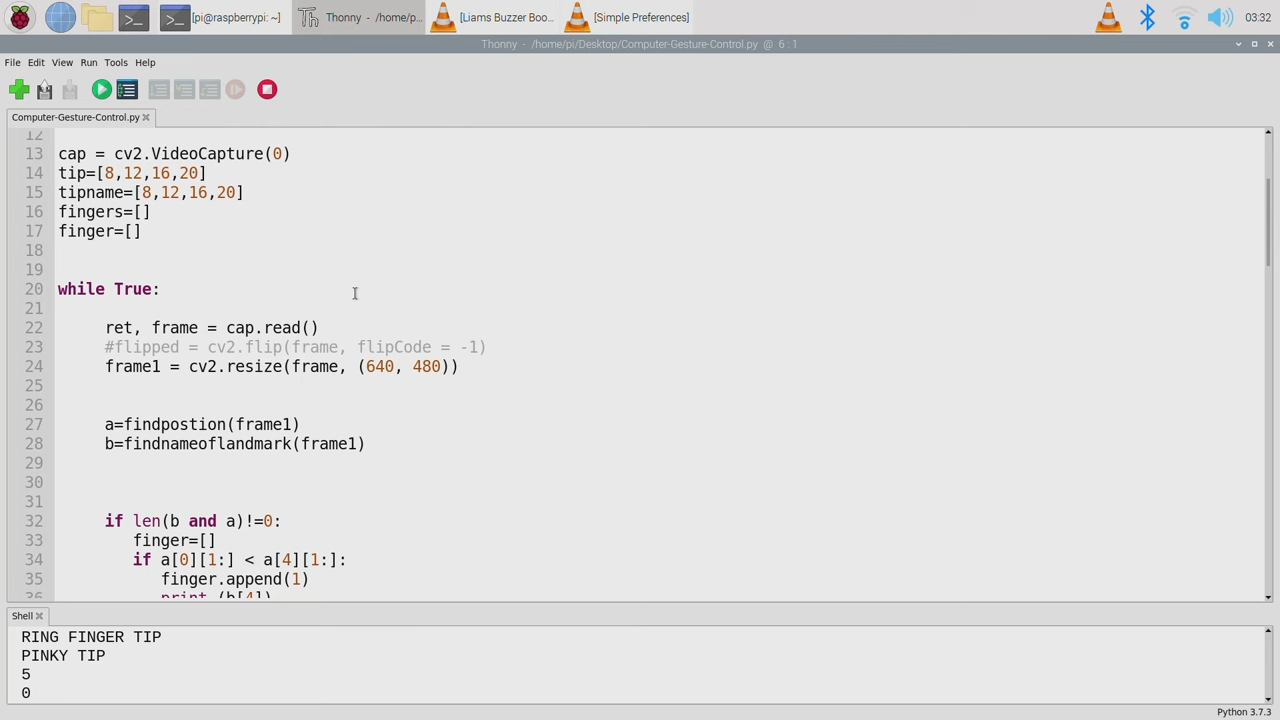 [pi@raspberrypi: ~]
Thonny - /home/p...
[Liams Buzzer Boo...
[Simple Preferences]
03:32
Thonny - /home/pi/Desktop/Computer-Gesture-Control.py @ 6:1
File Edit View Run Tools Help
Computer-Gesture-Control.py
12
13 cap = cv2.VideoCapture(0)
14 tip=[8,12,16,20]
15 tipname=[8,12,16,20]
16 fingers=[]
17 finger=[]
18
19
20 while True:
21
22 ret, frame = cap.read()
23 #flipped = cv2.flip(frame, flipCode = -1)
24 frame1 = cv2.resize(frame, (640, 480))
25
26
27 a=findpostion(frame1)
28 b=findnameoflandmark(frame1)
29
30
31
32 if len(b and a)!=0:
33 finger=[]
34 if a[0][1:] < a[4][1:]:
35 finger.append(1)
36 print (b[4])
Shell
RING FINGER TIP
PINKY TIP
5
0
Python 3.7.3